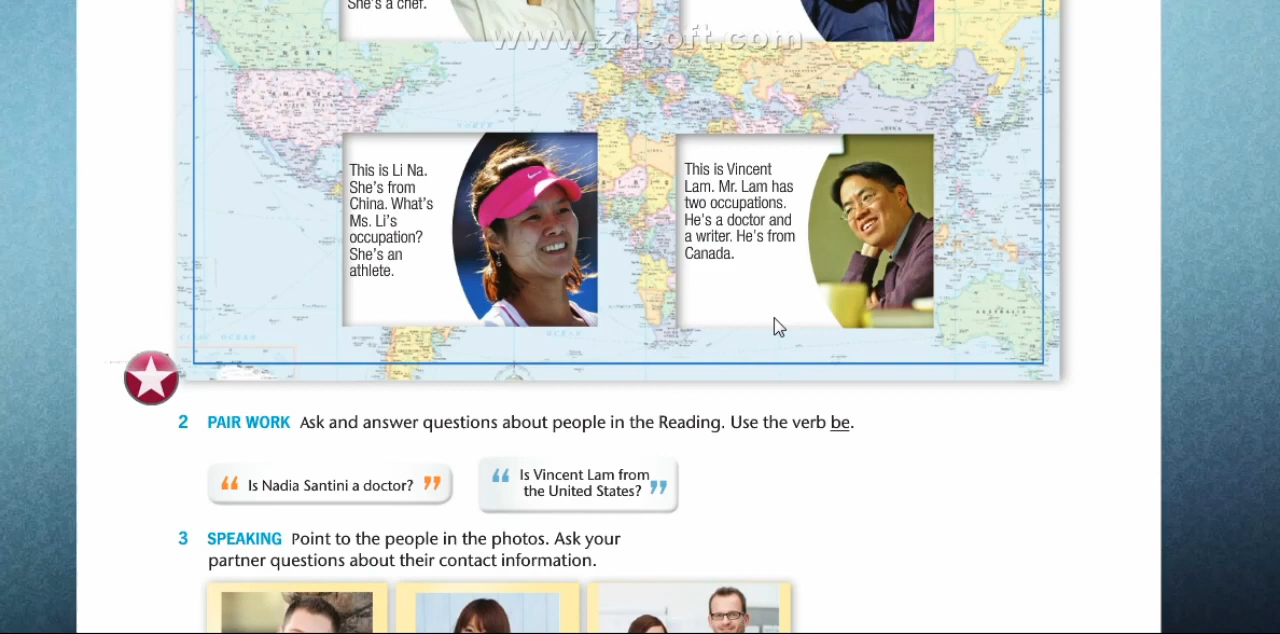 She's a chef.
www.zdsoft.com
This is Li Na.
She's from
China. What's
Ms. Li's
occupation?
She's an
athlete.
This is Vincent
Lam. Mr. Lam has
two occupations.
He's a doctor and
a writer. He's from
Canada.
2 PAIR WORK Ask and answer questions about people in the Reading. Use the verb be.
“ Is Nadia Santini a doctor? ”
“ Is Vincent Lam from
the United States? ”
3 SPEAKING Point to the people in the photos. Ask your
partner questions about their contact information.